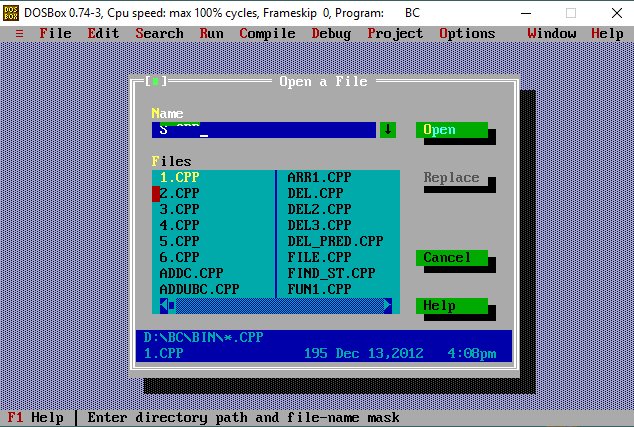 DOSBox 0.74-3, Cpu speed: max 100% cycles, Frameskip 0, Program: BC
≡ File Edit Search Run Compile Debug Project Options Window Help
Open a File
Name
Open
Files
Replace
1.CPP ARR1.CPP
2.CPP DEL.CPP
3.CPP DEL2.CPP
4.CPP DEL3.CPP
5.CPP DEL_PRED.CPP
6.CPP FILE.CPP
Cancel
ADDC.CPP FIND_ST.CPP
ADDUBC.CPP FUN1.CPP
Help
D:\BC\BIN\*.CPP
1.CPP 195 Dec 13,2012 4:08pm
F1 Help | Enter directory path and file-name mask